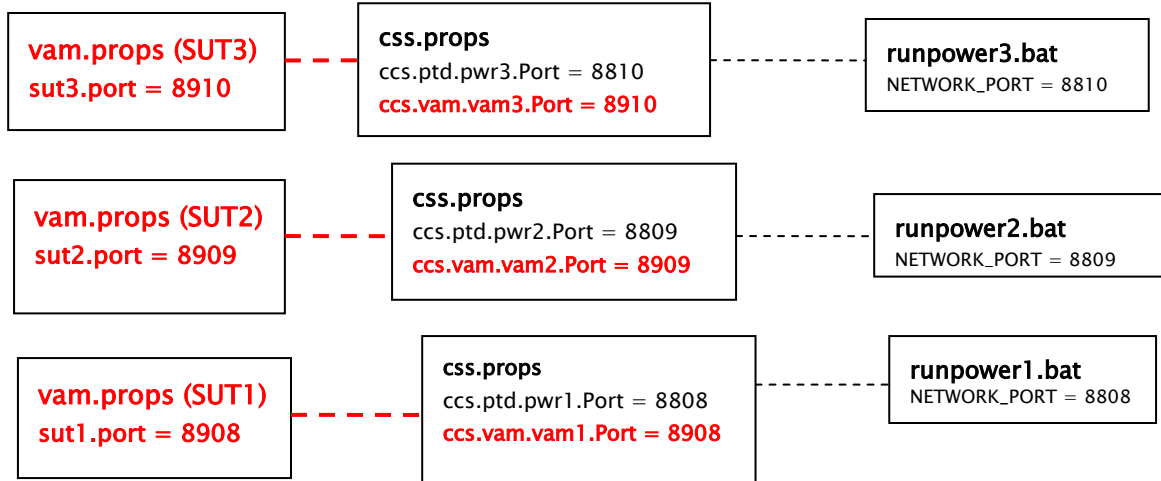 vam.props (SUT3)
sut3.port = 8910
css.props
ccs.ptd.pwr3.Port = 8810
ccs.vam.vam3.Port = 8910
runpower3.bat
NETWORK_PORT = 8810
vam.props (SUT2)
sut2.port = 8909
css.props
ccs.ptd.pwr2.Port = 8809
ccs.vam.vam2.Port = 8909
runpower2.bat
NETWORK_PORT = 8809
vam.props (SUT1)
sut1.port = 8908
css.props
ccs.ptd.pwr1.Port = 8808
ccs.vam.vam1.Port = 8908
runpower1.bat
NETWORK_PORT = 8808